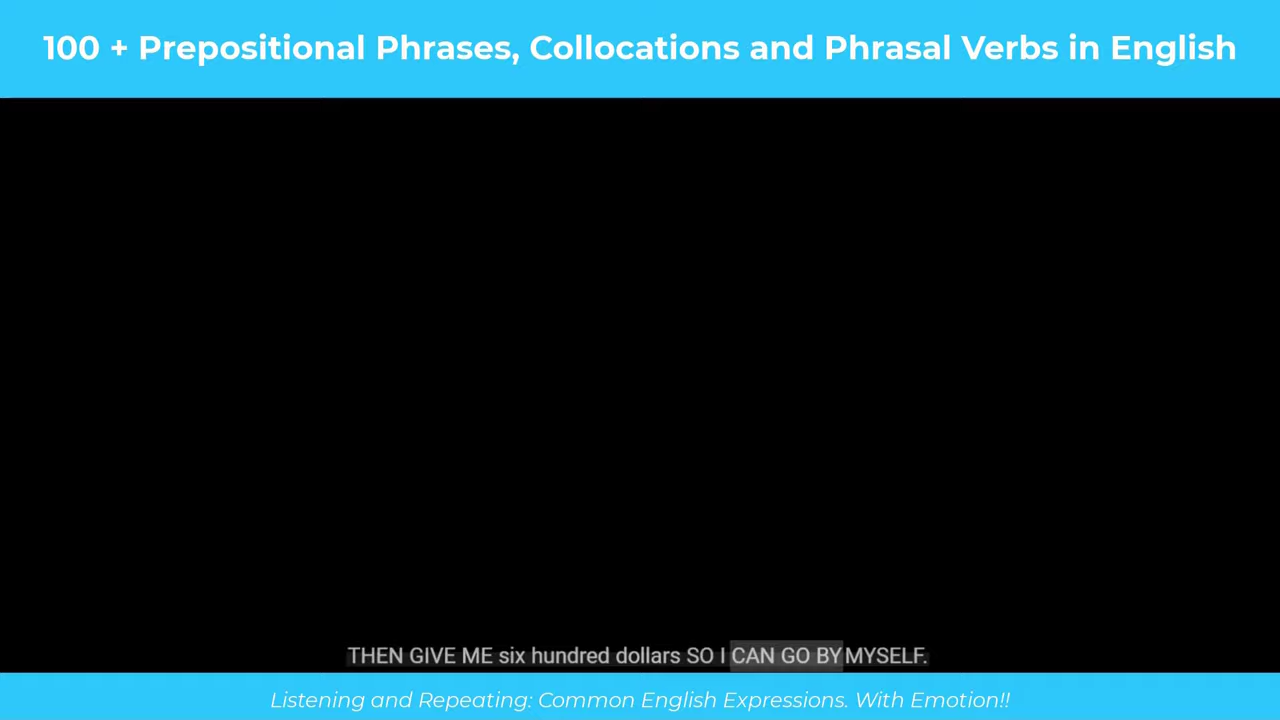 100 + Prepositional Phrases, Collocations and Phrasal Verbs in English
THEN GIVE ME six hundred dollars SO I CAN GO BY MYSELF.
Listening and Repeating: Common English Expressions. With Emotion!!